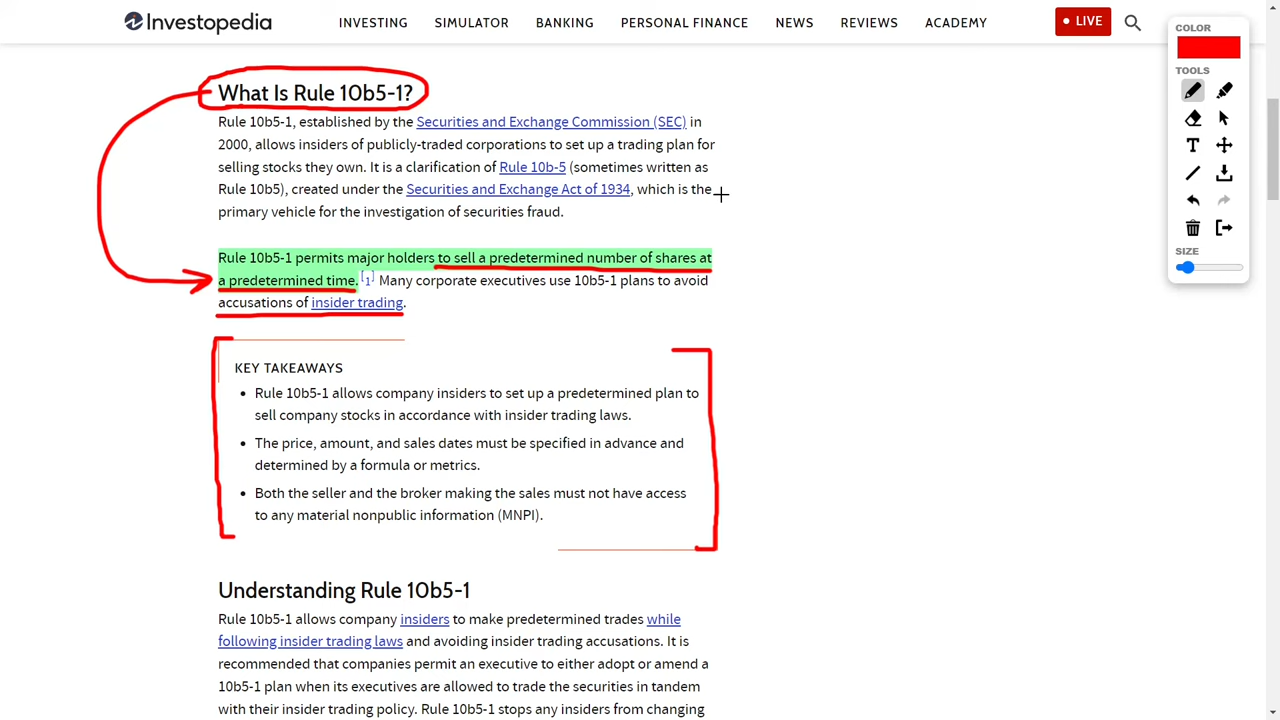 Investopedia
INVESTING SIMULATOR BANKING PERSONAL FINANCE NEWS REVIEWS ACADEMY
LIVE
COLOR
TOOLS
T
SIZE
What Is Rule 10b5-1?
Rule 10b5-1, established by the Securities and Exchange Commission (SEC) in
2000, allows insiders of publicly-traded corporations to set up a trading plan for
selling stocks they own. It is a clarification of Rule 10b-5 (sometimes written as
Rule 10b5), created under the Securities and Exchange Act of 1934, which is the
primary vehicle for the investigation of securities fraud.
Rule 10b5-1 permits major holders to sell a predetermined number of shares at
a predetermined time.[1] Many corporate executives use 10b5-1 plans to avoid
accusations of insider trading.
KEY TAKEAWAYS
• Rule 10b5-1 allows company insiders to set up a predetermined plan to
sell company stocks in accordance with insider trading laws.
• The price, amount, and sales dates must be specified in advance and
determined by a formula or metrics.
• Both the seller and the broker making the sales must not have access
to any material nonpublic information (MNPI).
Understanding Rule 10b5-1
Rule 10b5-1 allows company insiders to make predetermined trades while
following insider trading laws and avoiding insider trading accusations. It is
recommended that companies permit an executive to either adopt or amend a
10b5-1 plan when its executives are allowed to trade the securities in tandem
with their insider trading policy. Rule 10b5-1 stops any insiders from changing